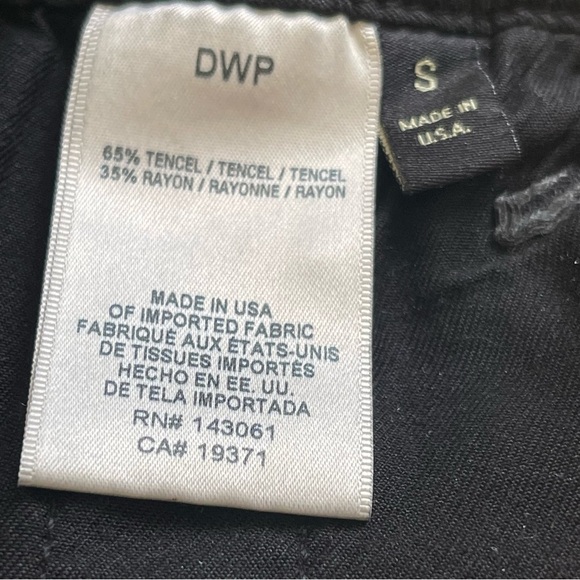 DWP
65% TENCEL / TENCEL / TENCEL
35% RAYON / RAYONNE / RAYON
MADE IN USA
OF IMPORTED FABRIC
FABRIQUÉ AUX ÉTATS-UNIS
DE TISSUES IMPORTÉS
HECHO EN EE. UU.
DE TELA IMPORTADA
RN# 143061
CA# 19371
S
MADE IN
U.S.A.